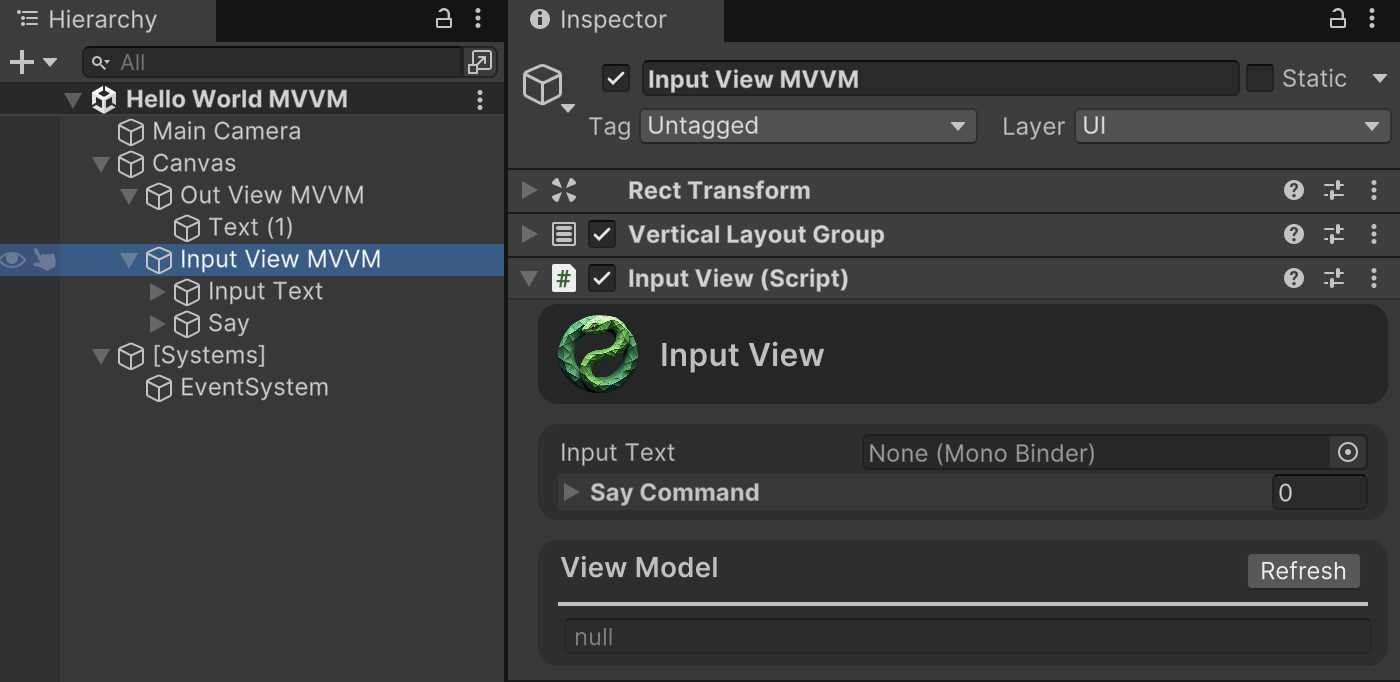 Hierarchy
All
Hello World MVVM
Main Camera
Canvas
Out View MVVM
Text (1)
Input View MVVM
Input Text
Say
[Systems]
EventSystem
Inspector
Input View MVVM
Static
Tag Untagged Layer UI
Rect Transform
Vertical Layout Group
# Input View (Script)
Input View
Input Text None (Mono Binder)
Say Command 0
View Model Refresh
null